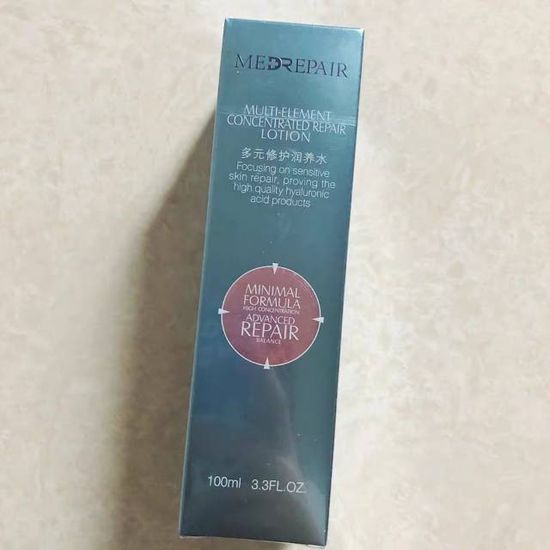 MEDREPAIR
MULTI-ELEMENT
CONCENTRATED REPAIR
LOTION
多元修护润养水
Focusing on sensitive
skin repair, proving the
high quality hyaluronic
acid products
MINIMAL
FORMULA
HIGH CONCENTRATION
ADVANCED
REPAIR
BALANCE
100ml 3.3FL.OZ.